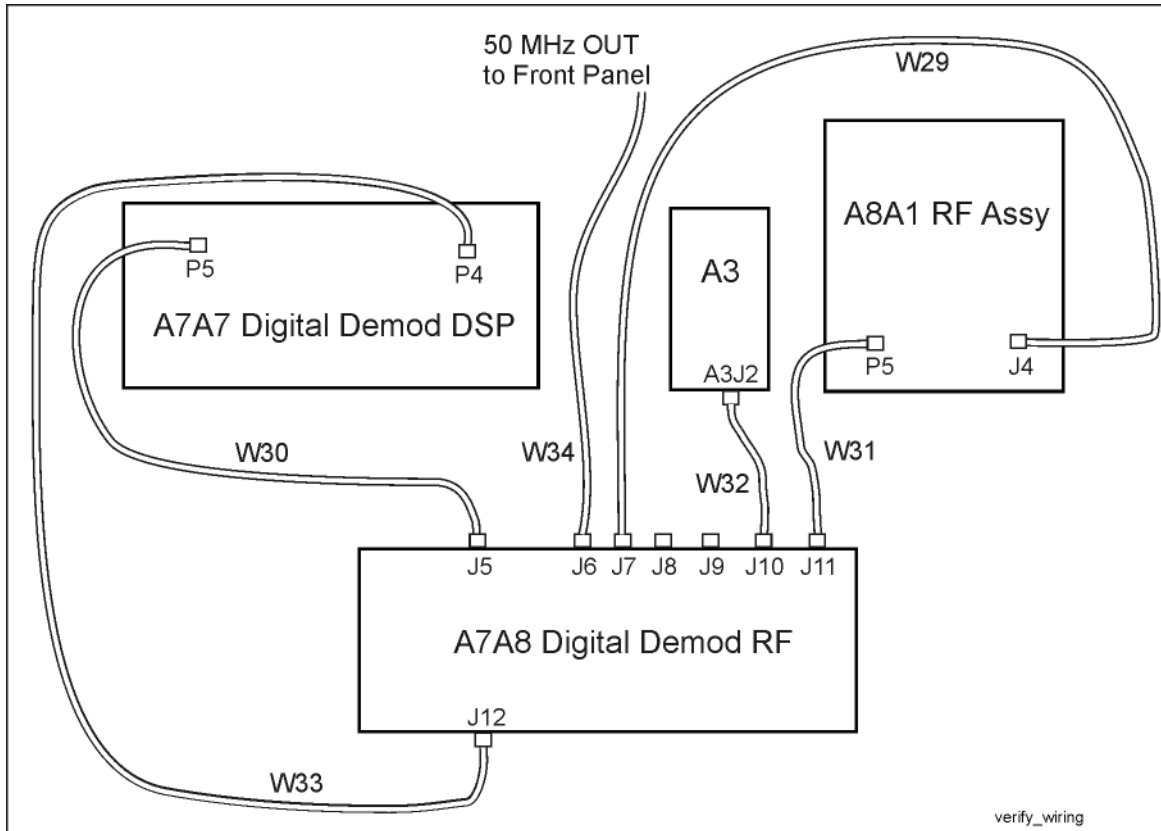 50 MHz OUT
to Front Panel
W29
A8A1 RF Assy
A3
P5
P4
A7A7 Digital Demod DSP
A3J2
P5
J4
W30
W34
W32
W31
J5
J6
J7
J8
J9
J10
J11
A7A8 Digital Demod RF
J12
W33
verify_wiring